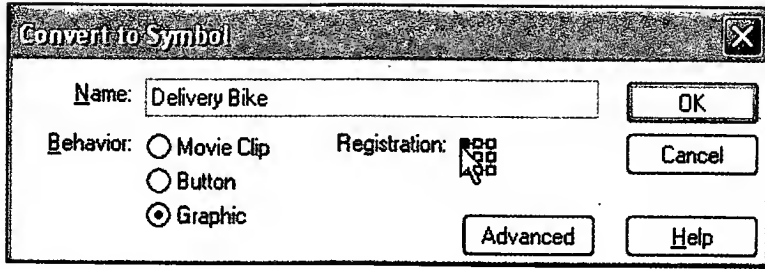 Convert to Symbol
Name: Delivery Bike
OK
Behavior: Movie Clip
Registration:
Cancel
Button
Graphic
Advanced
Help